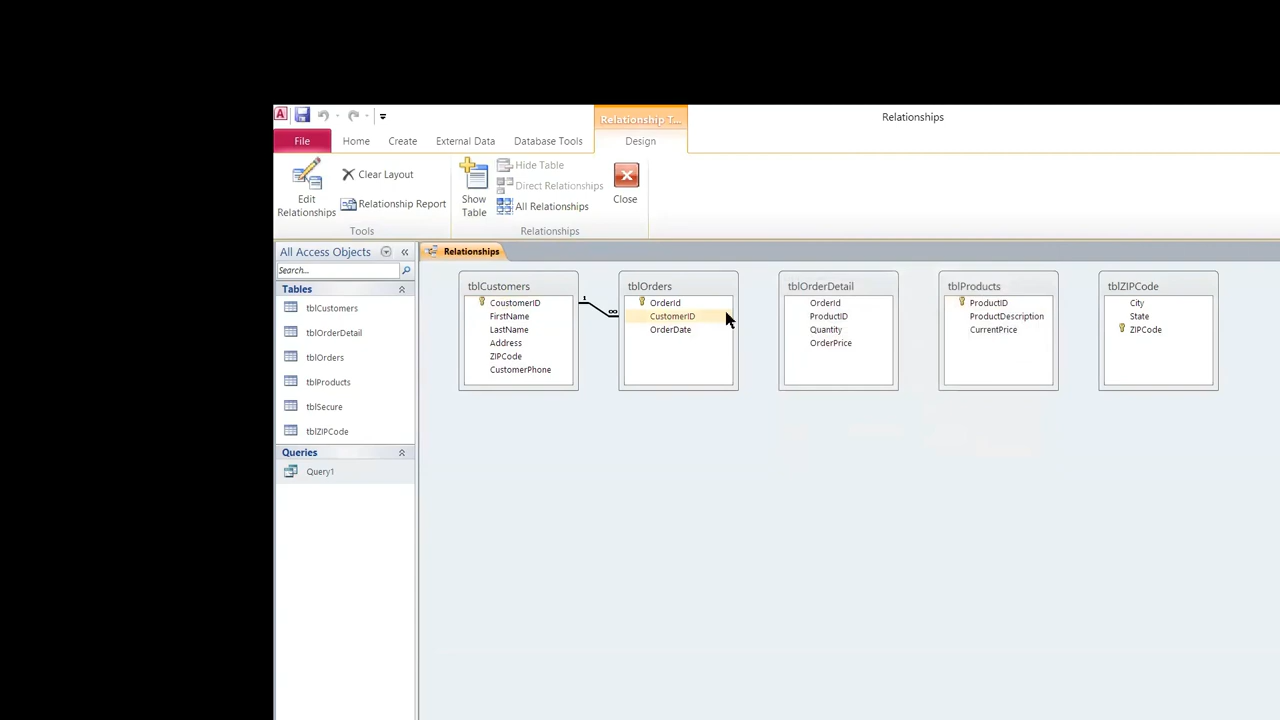 A
Relationship T...
Relationships
File
Home
Create
External Data
Database Tools
Design
Edit
Relationships
Clear Layout
Relationship Report
Tools
Show
Table
Hide Table
Direct Relationships
All Relationships
Close
Relationships
All Access Objects
Search...
Tables
tblCustomers
tblOrderDetail
tblOrders
tblProducts
tblSecure
tblZIPCode
Queries
Query1
Relationships
tblCustomers
CoustomerID
FirstName
LastName
Address
ZIPCode
CustomerPhone
1
∞
tblOrders
OrderId
CustomerID
OrderDate
tblOrderDetail
OrderId
ProductID
Quantity
OrderPrice
tblProducts
ProductID
ProductDescription
CurrentPrice
tblZIPCode
City
State
ZIPCode